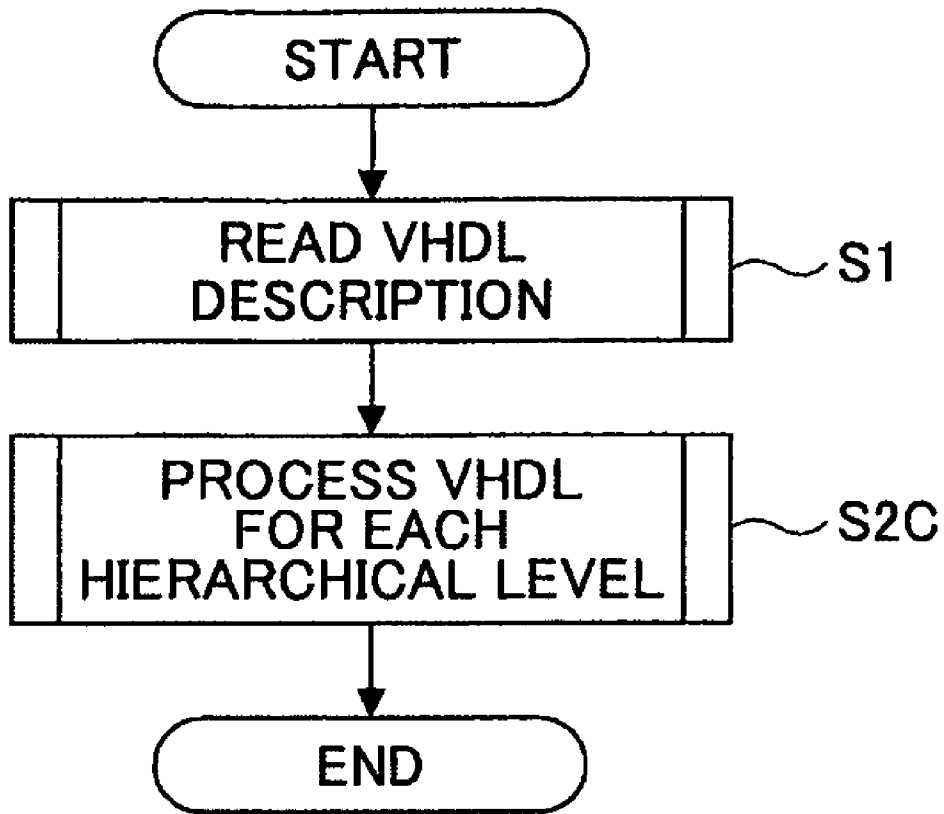 START
READ VHDL
DESCRIPTION
S1
PROCESS VHDL
FOR EACH
HIERARCHICAL LEVEL
S2C
END